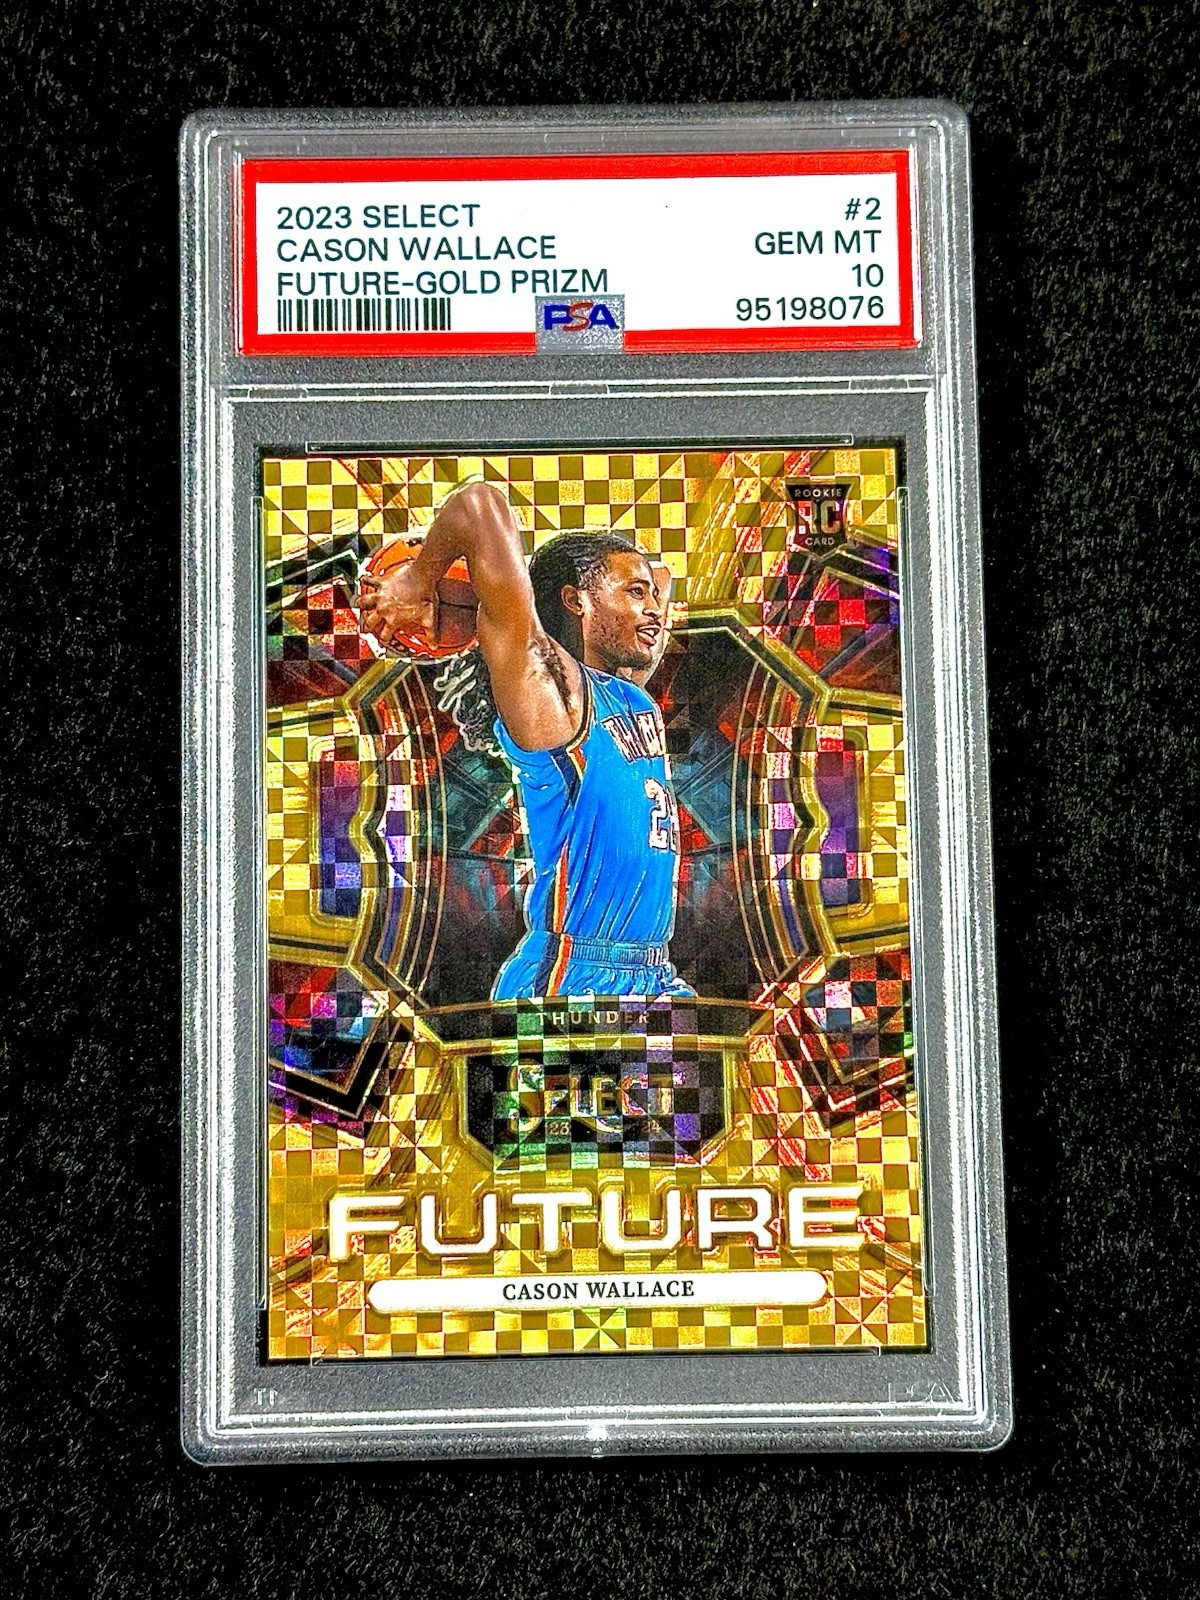 2023 SELECT #2
CASON WALLACE GEM MT
FUTURE-GOLD PRIZM 10
PSA 95198076
ROOKIE
RC
CARD
THUNDER
SELECT
23 24
FUTURE
CASON WALLACE
PSA